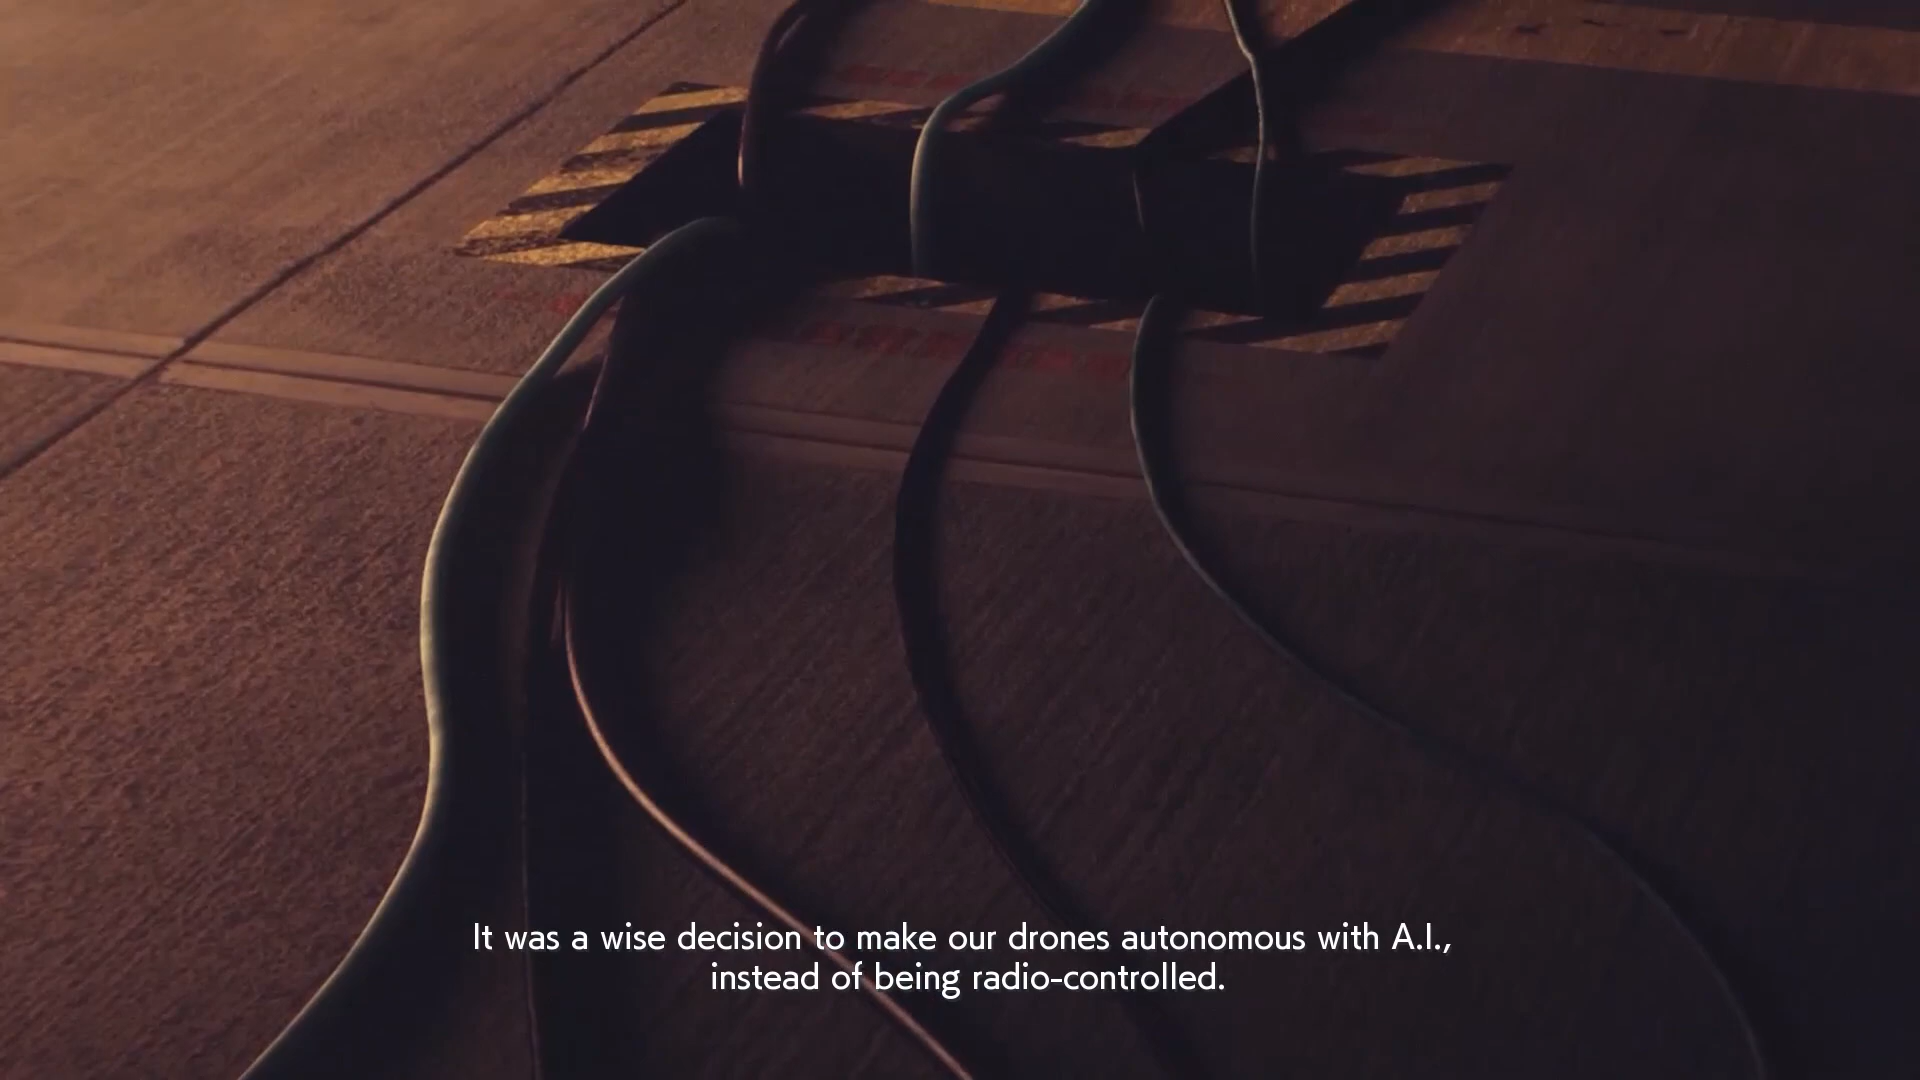 It was a wise decision to make our drones autonomous with A.I.,
instead of being radio-controlled.